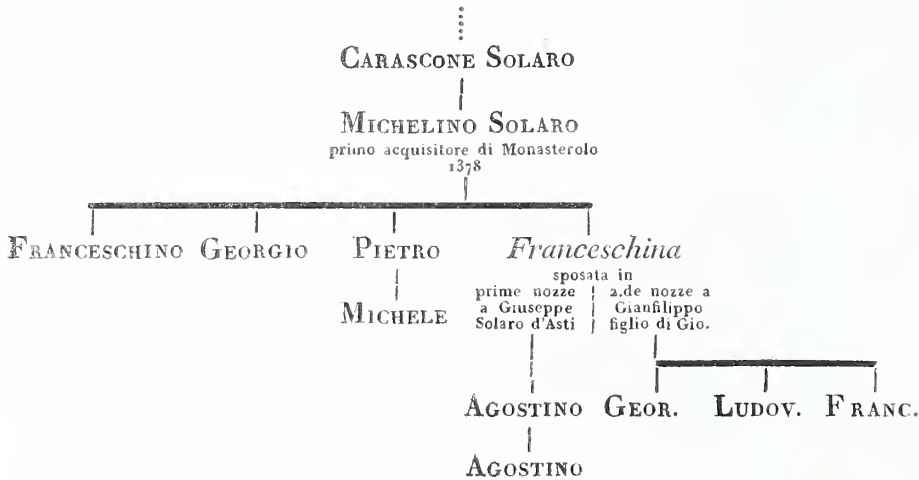 CARASCONE SOLARO
MICHELINO SOLARO
primo acquisitore di Monasterolo
1378
FRANCESCHINO GEORGIO PIETRO Franceschina
sposata in
prime nozze 2.de nozze a
a Giuseppe Gianfilippo
Solaro d'Asti figlio di Gio.
MICHELE
AGOSTINO GEOR. LUDOV. FRANC.
AGOSTINO